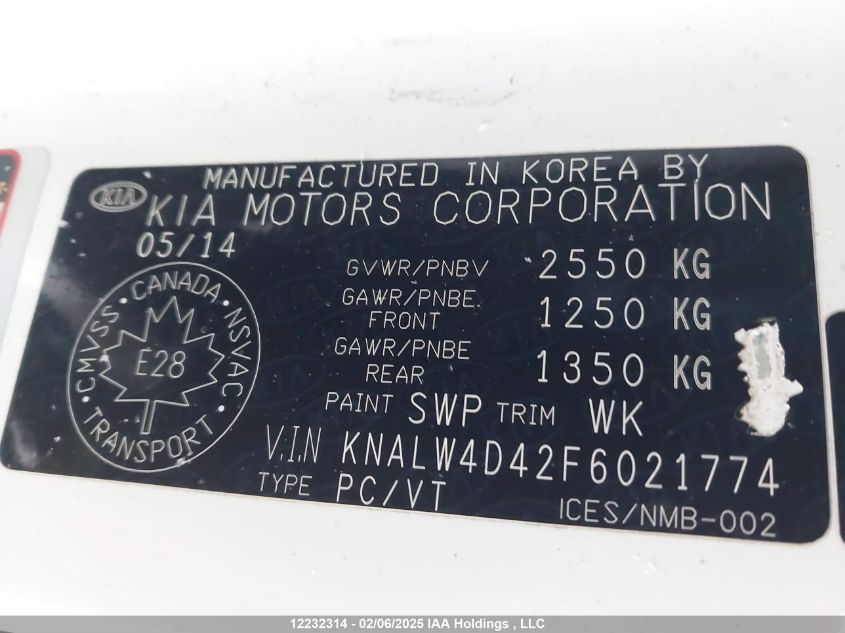 MANUFACTURED IN KOREA BY
KIA KIA MOTORS CORPORATION
05/14
GVWR/PNBV 2550 KG
GAWR/PNBE FRONT 1250 KG
GAWR/PNBE REAR 1350 KG
PAINT SWP TRIM WK
V.I.N KNALW4D42F6021774
TYPE PC/VT
ICES/NMB-002
CMVSS · CANADA · NSVAC · TRANSPORT ·
E28
12232314 - 02/06/2025 IAA Holdings , LLC